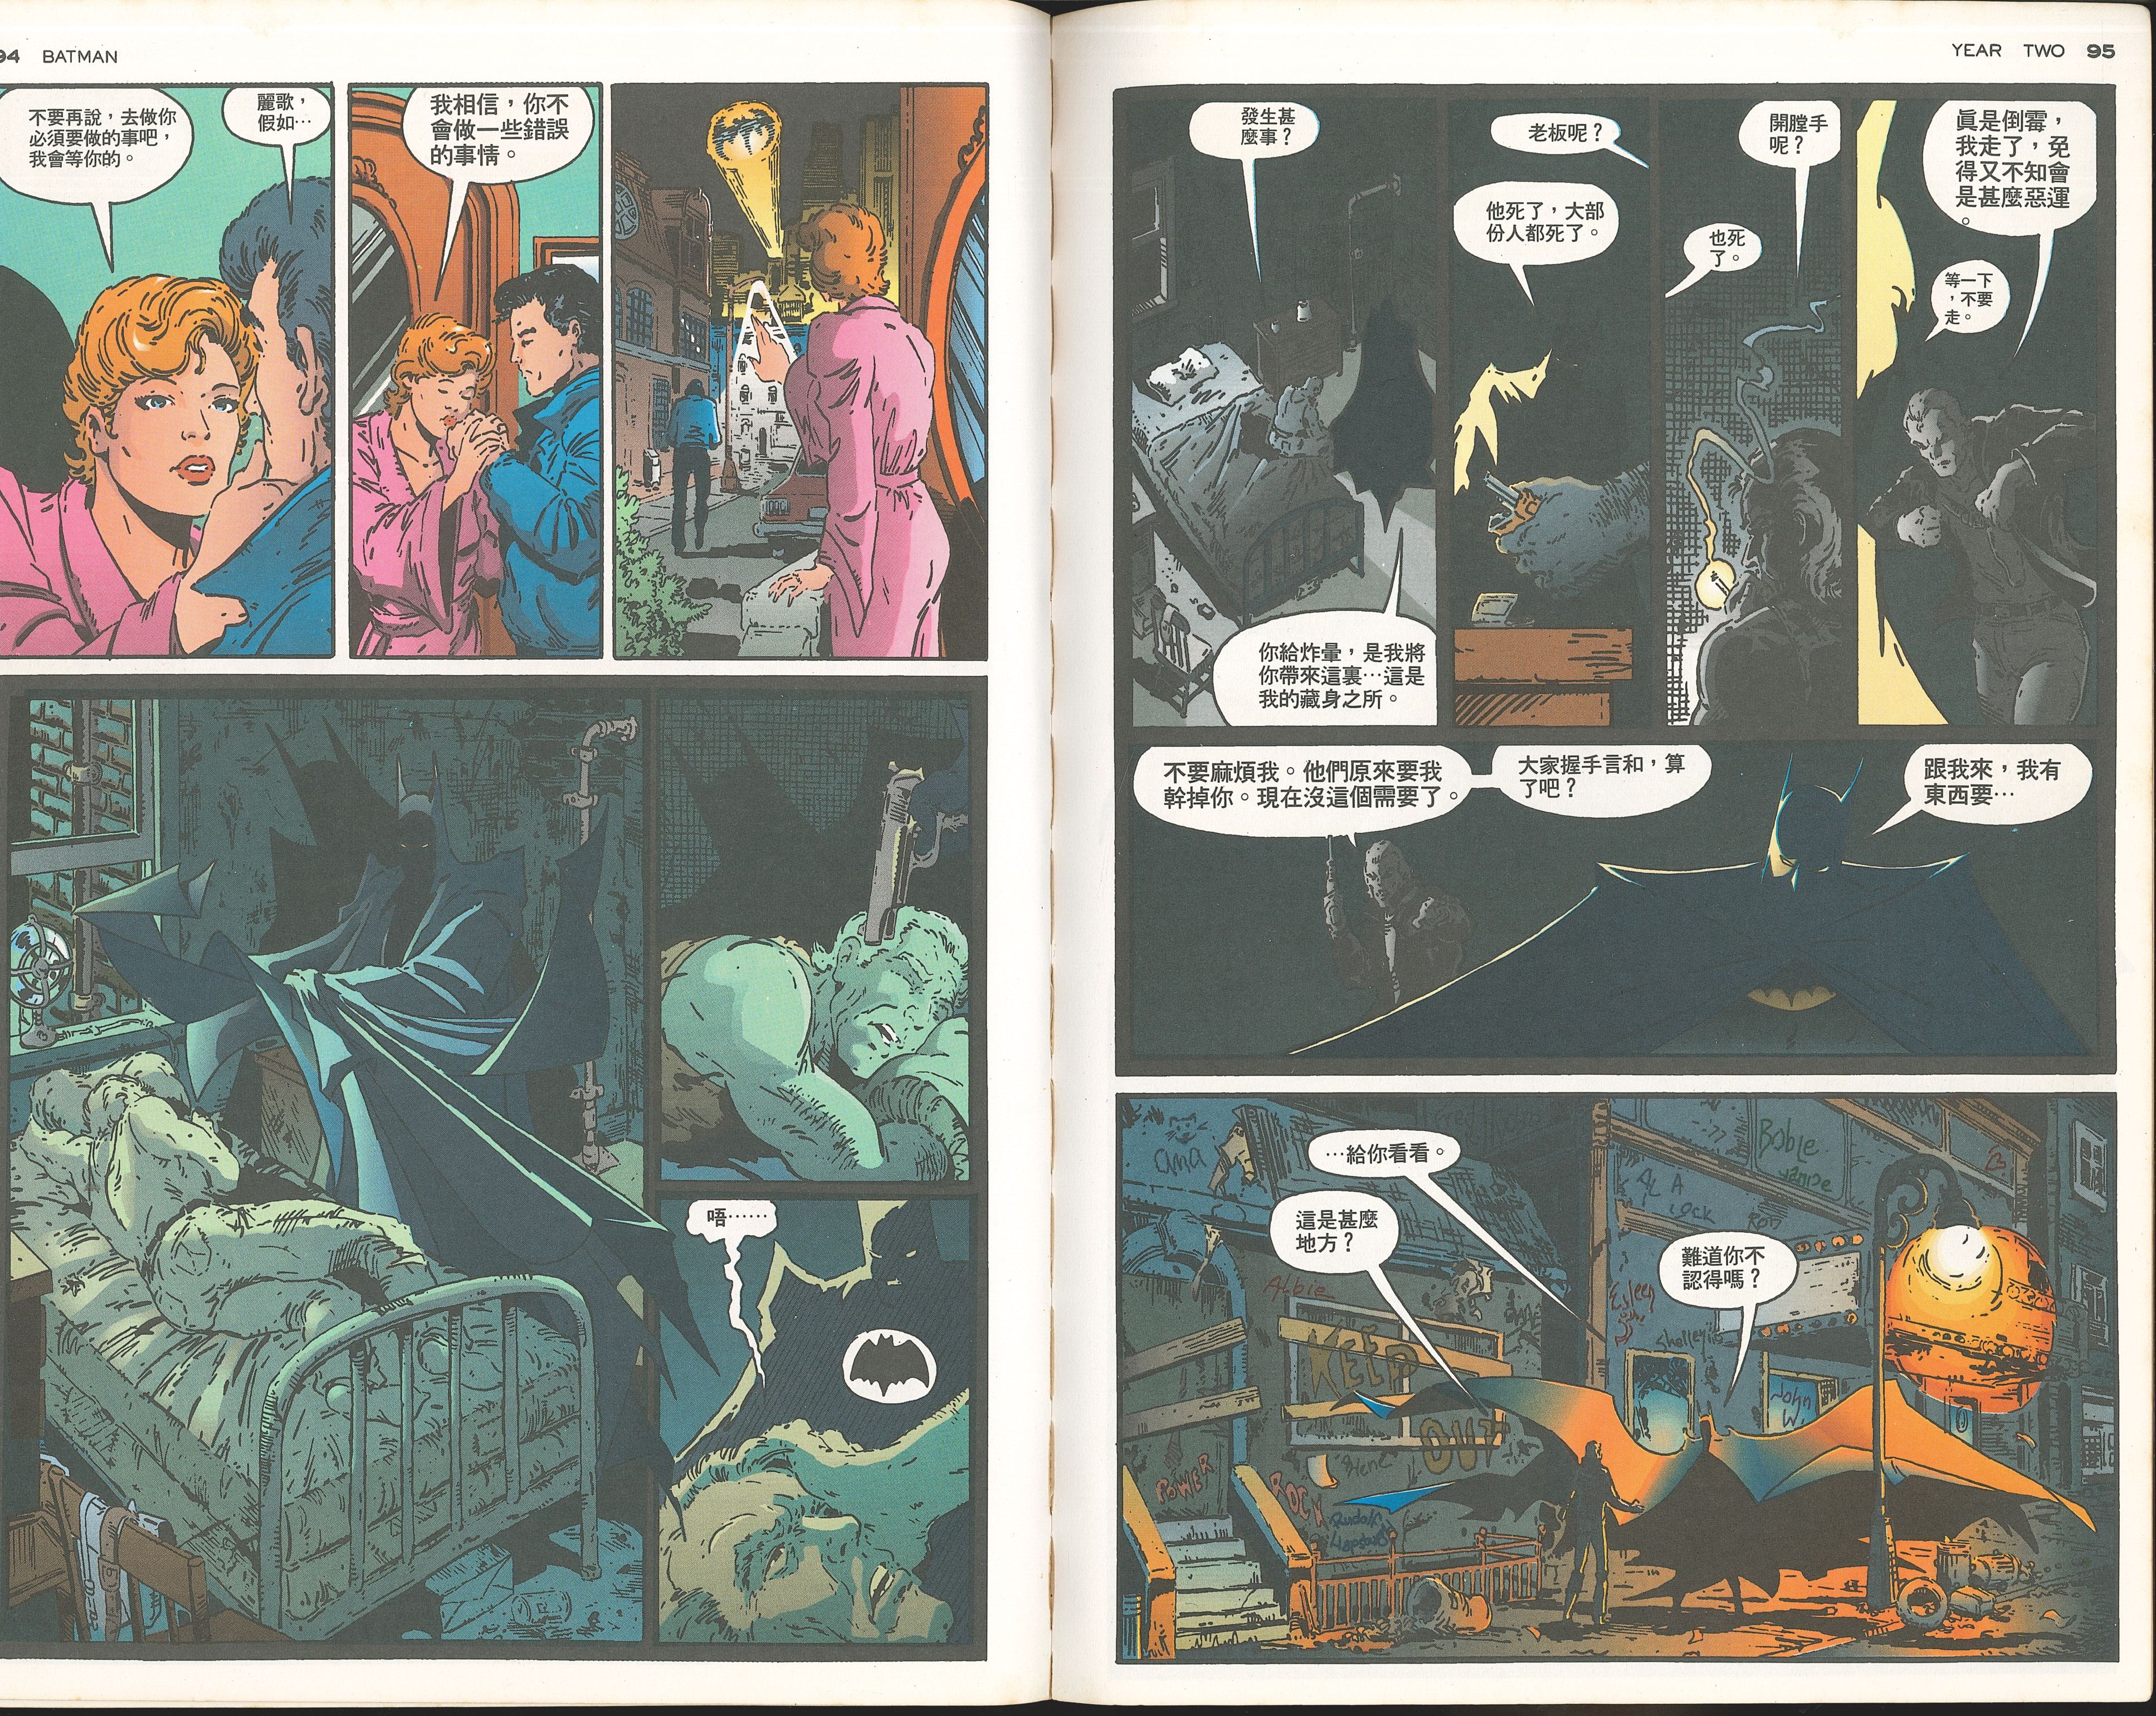 94 BATMAN
麗歌，
假如…
不要再說，去做你
必須要做的事吧，
我會等你的。
我相信，你不
會做一些錯誤
的事情。
唔……
YEAR TWO 95
發生甚
麼事？
你給炸暈，是我將
你帶來這裏…這是
我的藏身之所。
老板呢？
他死了，大部
份人都死了。
開膛手
呢？
也死
了。
眞是倒霉，
我走了，免
得又不知會
是甚麼惡運
。
等一下
，不要
走。
不要麻煩我。他們原來要我
幹掉你。現在沒這個需要了。
大家握手言和，算
了吧？
跟我來，我有
東西要…
…給你看看。
這是甚麼
地方？
難道你不
認得嗎？
ana
Bobie
Albie
KEEP
OUT
Shelley
John
W.
POWER
ROCK
Rudolf